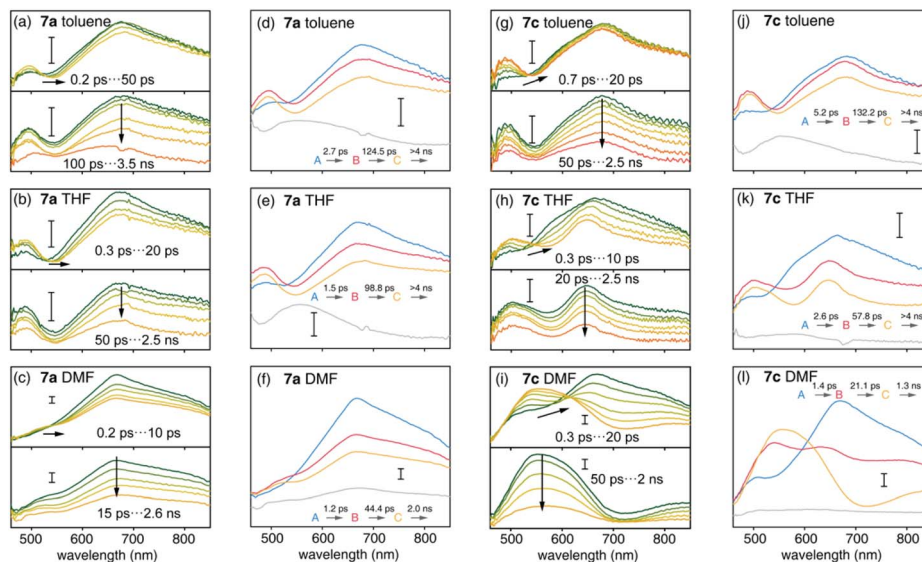 (a) 7a toluene
0.2 ps···50 ps
100 ps···3.5 ns
(b) 7a THF
0.3 ps···20 ps
50 ps···2.5 ns
(c) 7a DMF
0.2 ps···10 ps
15 ps···2.6 ns
500 600 700 800
wavelength (nm)
(d) 7a toluene
2.7 ps 124.5 ps >4 ns
A B C
(e) 7a THF
1.5 ps 98.8 ps >4 ns
A B C
(f) 7a DMF
1.2 ps 44.4 ps 2.0 ns
A B C
500 600 700 800
wavelength (nm)
(g) 7c toluene
0.7 ps···20 ps
50 ps···2.5 ns
(h) 7c THF
0.3 ps···10 ps
20 ps···2.5 ns
(i) 7c DMF
0.3 ps···20 ps
50 ps···2 ns
500 600 700 800
wavelength (nm)
(j) 7c toluene
5.2 ps 132.2 ps >4 ns
A B C
(k) 7c THF
2.6 ps 57.8 ps >4 ns
A B C
(l) 7c DMF
1.4 ps 21.1 ps 1.3 ns
A B C
500 600 700 800
wavelength (nm)